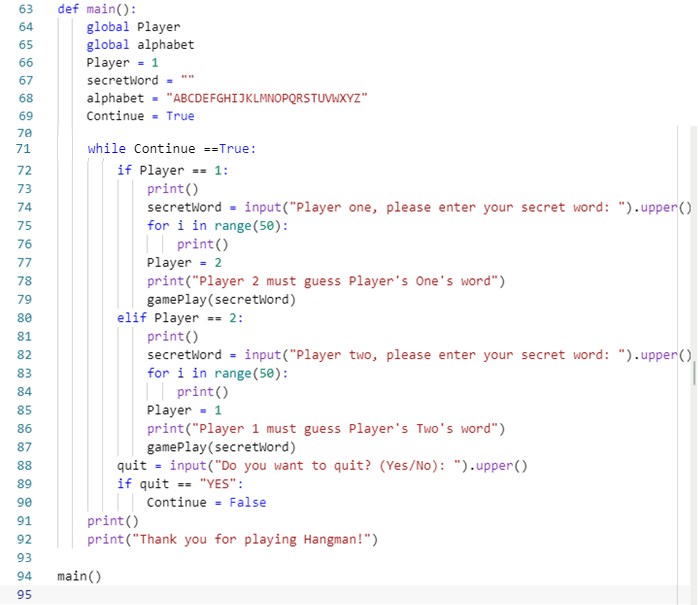 63 def main():
64     global Player
65     global alphabet
66     Player = 1
67     secretWord = ""
68     alphabet = "ABCDEFGHIJKLMNOPQRSTUVWXYZ"
69     Continue = True
70
71     while Continue ==True:
72         if Player == 1:
73             print()
74             secretWord = input("Player one, please enter your secret word: ").upper()
75             for i in range(50):
76                 print()
77             Player = 2
78             print("Player 2 must guess Player's One's word")
79             gamePlay(secretWord)
80         elif Player == 2:
81             print()
82             secretWord = input("Player two, please enter your secret word: ").upper()
83             for i in range(50):
84                 print()
85             Player = 1
86             print("Player 1 must guess Player's Two's word")
87             gamePlay(secretWord)
88         quit = input("Do you want to quit? (Yes/No): ").upper()
89         if quit == "YES":
90             Continue = False
91     print()
92     print("Thank you for playing Hangman!")
93
94 main()
95